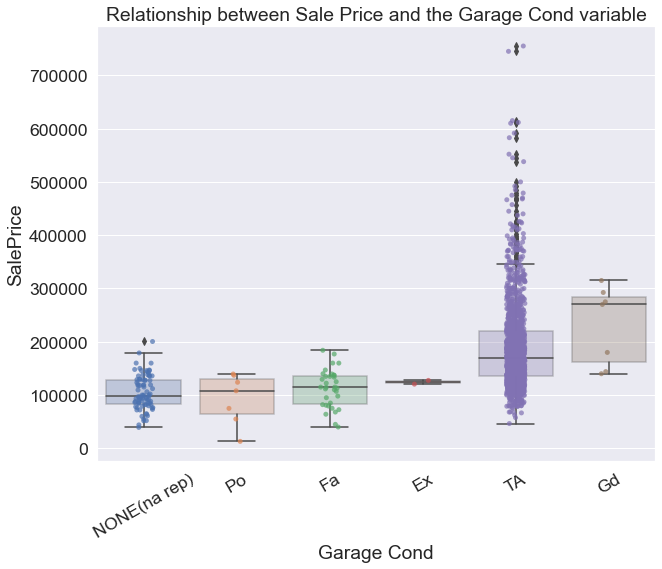 Relationship between Sale Price and the Garage Cond variable
700000
600000
500000
400000
300000
200000
100000
0
SalePrice
NONE(na rep)
Po
Fa
Ex
TA
Gd
Garage Cond